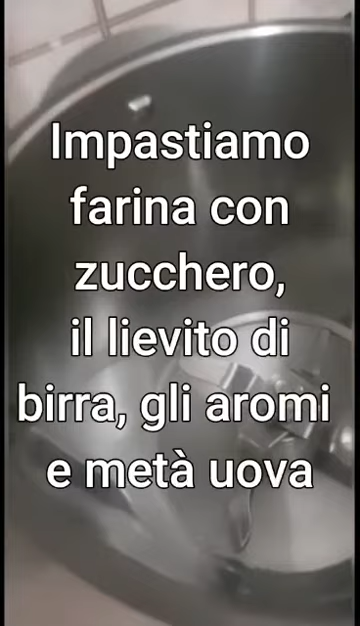 Impastiamo
farina con
zucchero,
il lievito di
birra, gli aromi
e metà uova